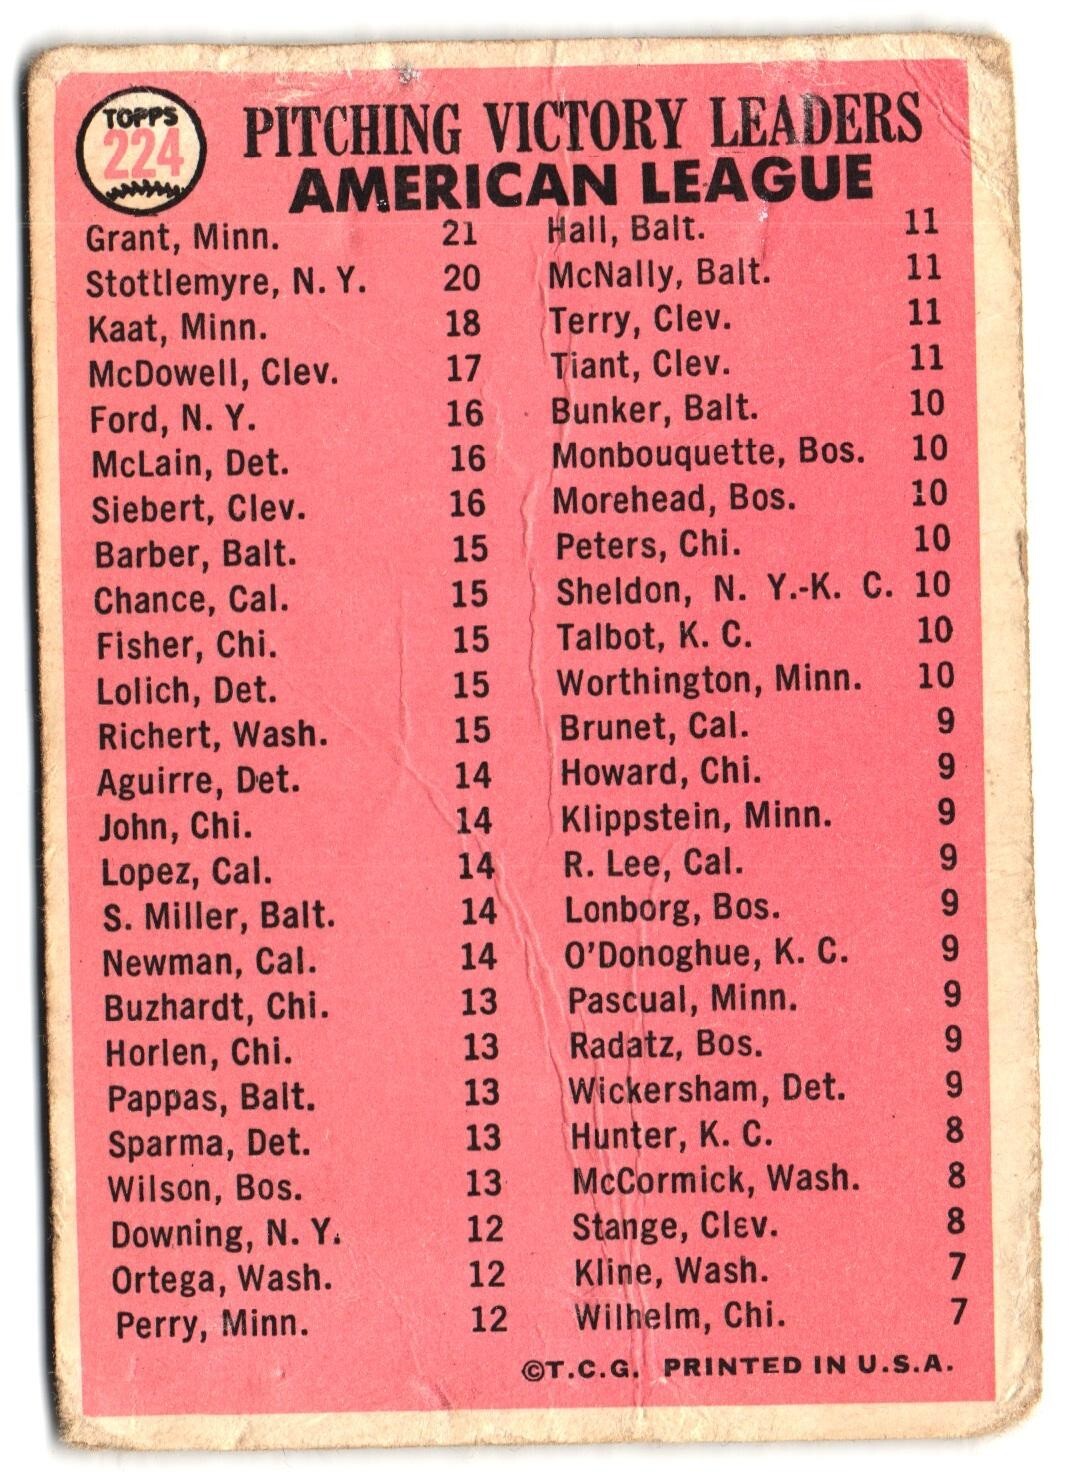 TOPPS
224
PITCHING VICTORY LEADERS
AMERICAN LEAGUE
Grant, Minn. 21
Stottlemyre, N. Y. 20
Kaat, Minn. 18
McDowell, Clev. 17
Ford, N. Y. 16
McLain, Det. 16
Siebert, Clev. 16
Barber, Balt. 15
Chance, Cal. 15
Fisher, Chi. 15
Lolich, Det. 15
Richert, Wash. 15
Aguirre, Det. 14
John, Chi. 14
Lopez, Cal. 14
S. Miller, Balt. 14
Newman, Cal. 14
Buzhardt, Chi. 13
Horlen, Chi. 13
Pappas, Balt. 13
Sparma, Det. 13
Wilson, Bos. 13
Downing, N. Y. 12
Ortega, Wash. 12
Perry, Minn. 12
Hall, Balt. 11
McNally, Balt. 11
Terry, Clev. 11
Tiant, Clev. 11
Bunker, Balt. 10
Monbouquette, Bos. 10
Morehead, Bos. 10
Peters, Chi. 10
Sheldon, N. Y.-K. C. 10
Talbot, K. C. 10
Worthington, Minn. 10
Brunet, Cal. 9
Howard, Chi. 9
Klippstein, Minn. 9
R. Lee, Cal. 9
Lonborg, Bos. 9
O'Donoghue, K. C. 9
Pascual, Minn. 9
Radatz, Bos. 9
Wickersham, Det. 9
Hunter, K. C. 8
McCormick, Wash. 8
Stange, Clev. 8
Kline, Wash. 7
Wilhelm, Chi. 7
©T.C.G. PRINTED IN U.S.A.